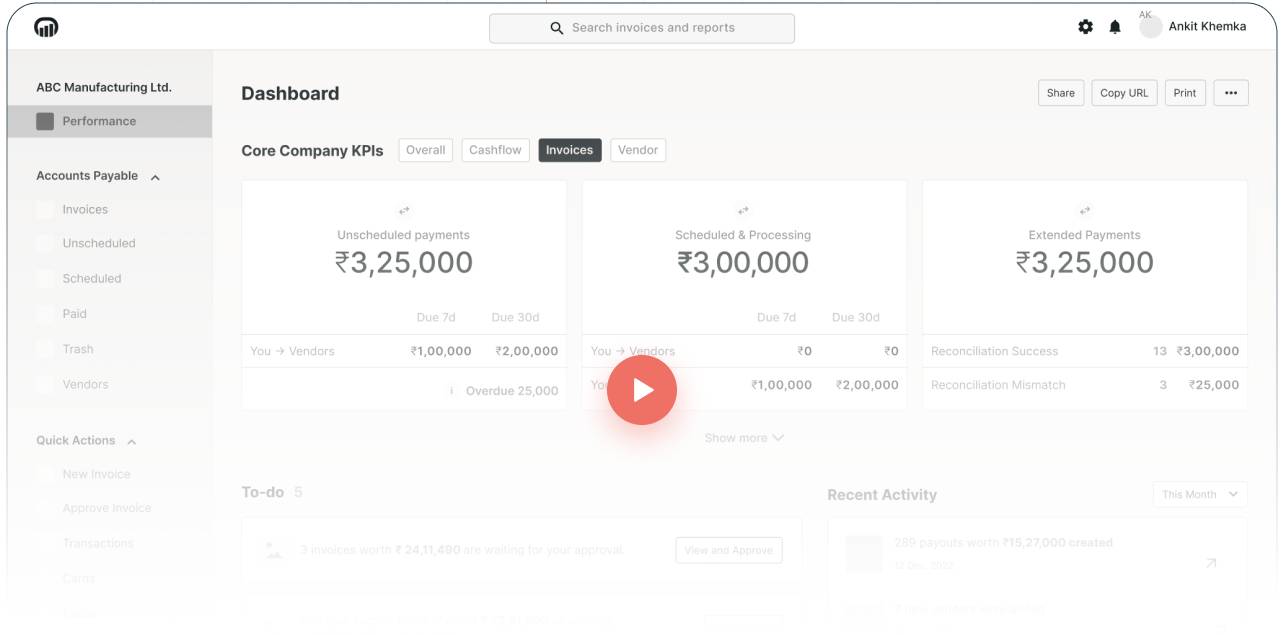 Search invoices and reports
AK
Ankit Khemka
ABC Manufacturing Ltd.
Performance
Accounts Payable
Invoices
Unscheduled
Scheduled
Paid
Trash
Vendors
Quick Actions
New Invoice
Approve Invoice
Transactions
Cards
Dashboard
Share
Copy URL
Print
Core Company KPIs
Overall
Cashflow
Invoices
Vendor
Unscheduled payments
₹3,25,000
Due 7d Due 30d
You → Vendors ₹1,00,000 ₹2,00,000
i Overdue 25,000
Scheduled & Processing
₹3,00,000
Due 7d Due 30d
You → Vendors ₹0 ₹0
₹1,00,000 ₹2,00,000
Extended Payments
₹3,25,000
Reconciliation Success 13 ₹3,00,000
Reconciliation Mismatch 3 ₹25,000
Show more
To-do 5
3 invoices worth ₹ 24,11,490 are waiting for your approval.
View and Approve
Recent Activity
This Month
289 payouts worth ₹15,27,000 created
12 Dec, 2022